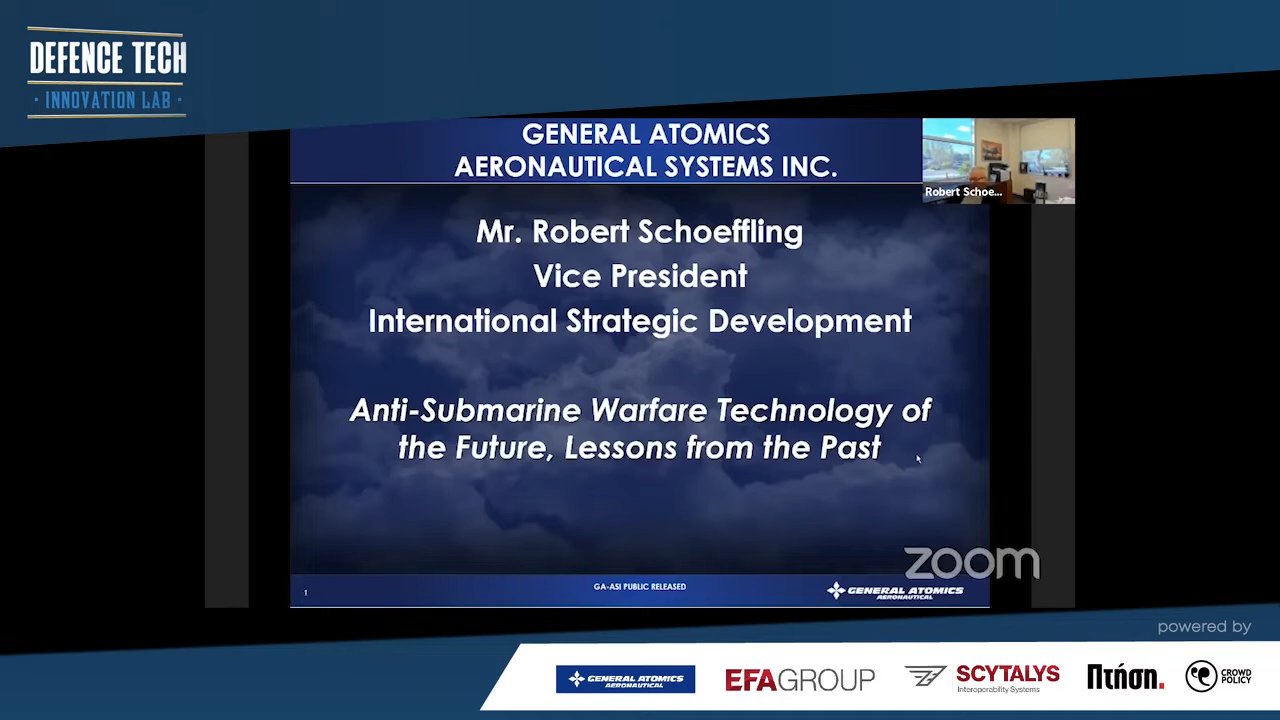 DEFENCE TECH
· INNOVATION LAB ·
GENERAL ATOMICS
AERONAUTICAL SYSTEMS INC.
Robert Schoe...
Mr. Robert Schoeffling
Vice President
International Strategic Development
Anti-Submarine Warfare Technology of
the Future, Lessons from the Past
zoom
1
GA-ASI PUBLIC RELEASED
GENERAL ATOMICS
AERONAUTICAL
powered by
GENERAL ATOMICS
AERONAUTICAL
EFAGROUP
SCYTALYS
Interoperability Systems
Πτήση.
CROWD
POLICY